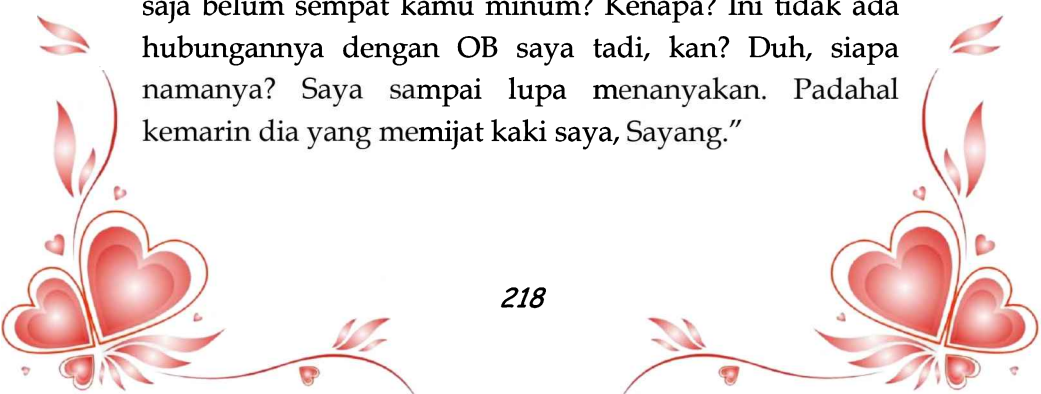 saja belum sempat kamu minum? Kenapa? Ini tidak ada
hubungannya dengan OB saya tadi, kan? Duh, siapa
namanya? Saya sampai lupa menanyakan. Padahal
kemarin dia yang memijat kaki saya, Sayang.”
218